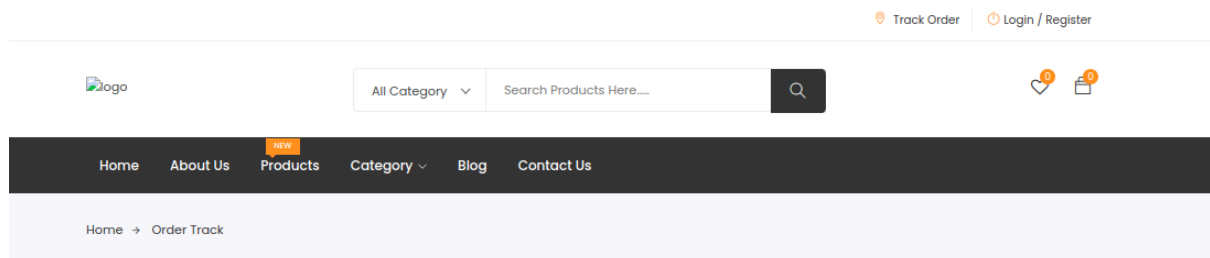 Track Order Login / Register
logo All Category Search Products Here..... 0 0
NEW
Home About Us Products Category Blog Contact Us
Home → Order Track